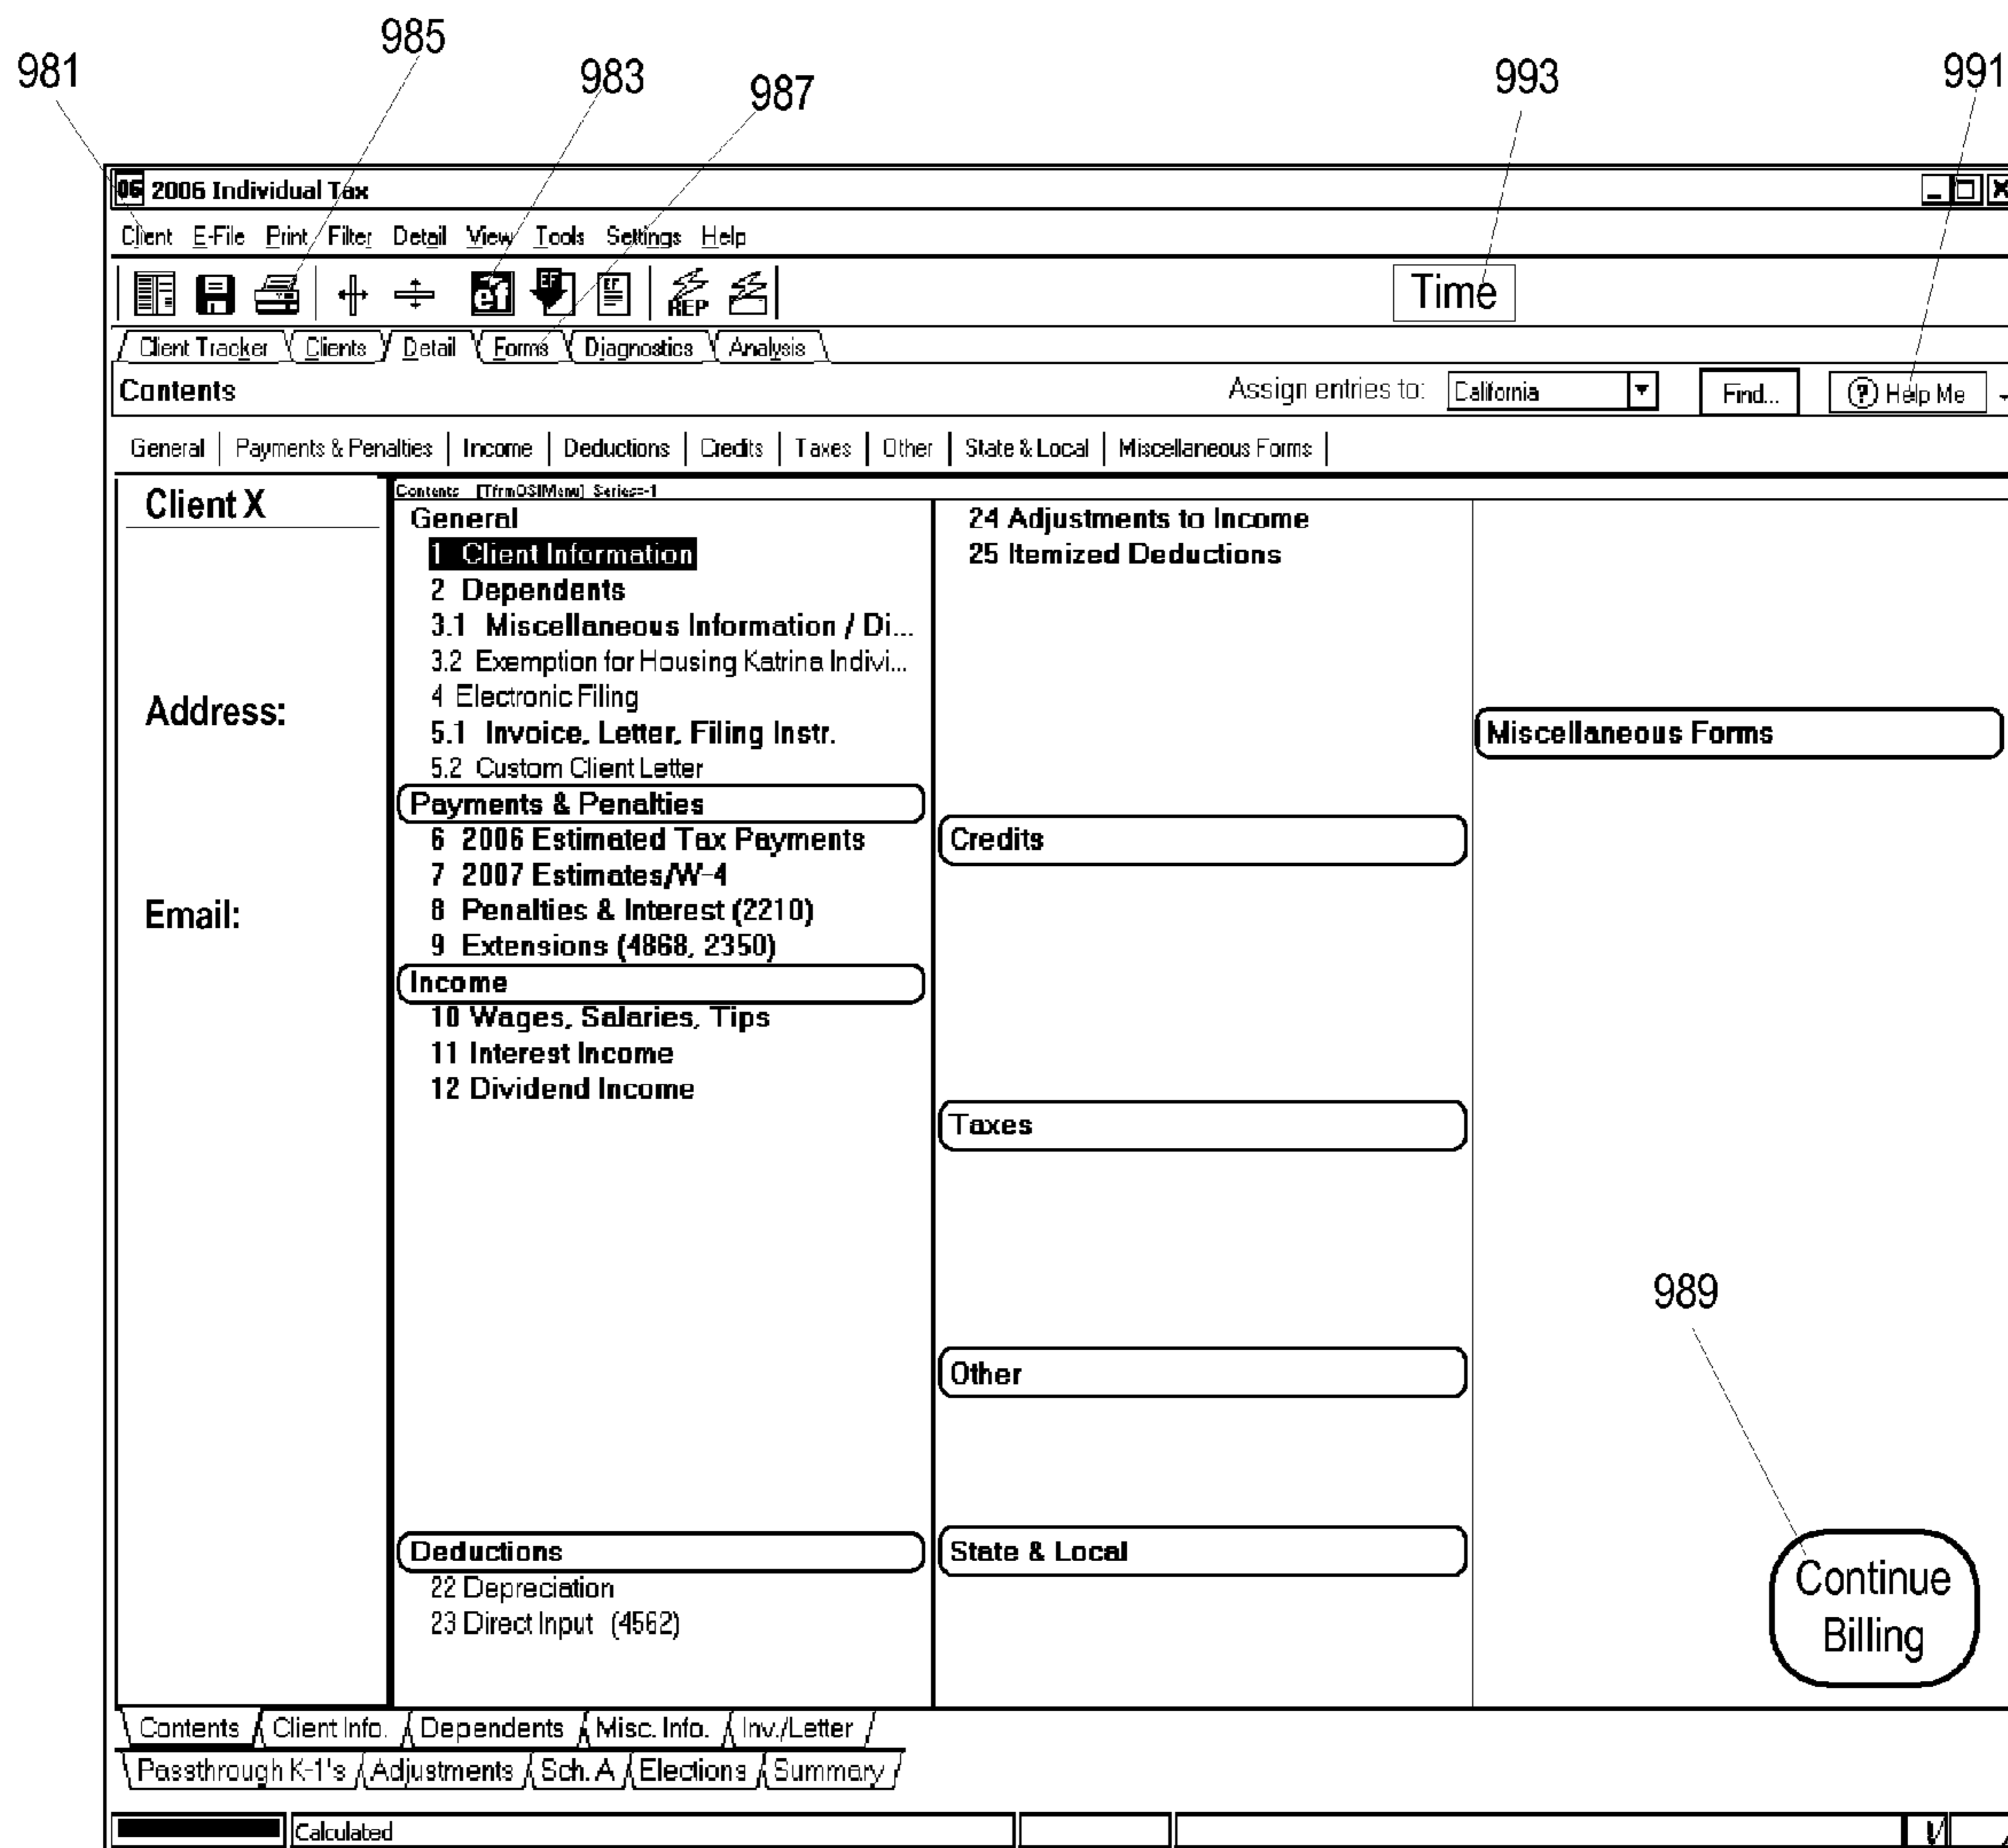 981
985
983
987
993
991
06 2006 Individual Tax
Client E-File Print Filter Detail View Tools Settings Help
ef EF EF REP
Time
Client Tracker Clients Detail Forms Diagnostics Analysis
Contents
Assign entries to: California Find... ? Help Me
General Payments & Penalties Income Deductions Credits Taxes Other State & Local Miscellaneous Forms
Client X
Address:
Email:
Contents [TfrmOSIMenu] Series=-1
General
1 Client Information
2 Dependents
3.1 Miscellaneous Information / Di...
3.2 Exemption for Housing Katrina Indivi...
4 Electronic Filing
5.1 Invoice, Letter, Filing Instr.
5.2 Custom Client Letter
Payments & Penalties
6 2006 Estimated Tax Payments
7 2007 Estimates/W-4
8 Penalties & Interest (2210)
9 Extensions (4868, 2350)
Income
10 Wages, Salaries, Tips
11 Interest Income
12 Dividend Income
Deductions
22 Depreciation
23 Direct Input (4562)
24 Adjustments to Income
25 Itemized Deductions
Credits
Taxes
Other
State & Local
Miscellaneous Forms
989
Continue
Billing
Contents Client Info. Dependents Misc. Info. Inv./Letter
Passthrough K-1's Adjustments Sch. A Elections Summary
Calculated